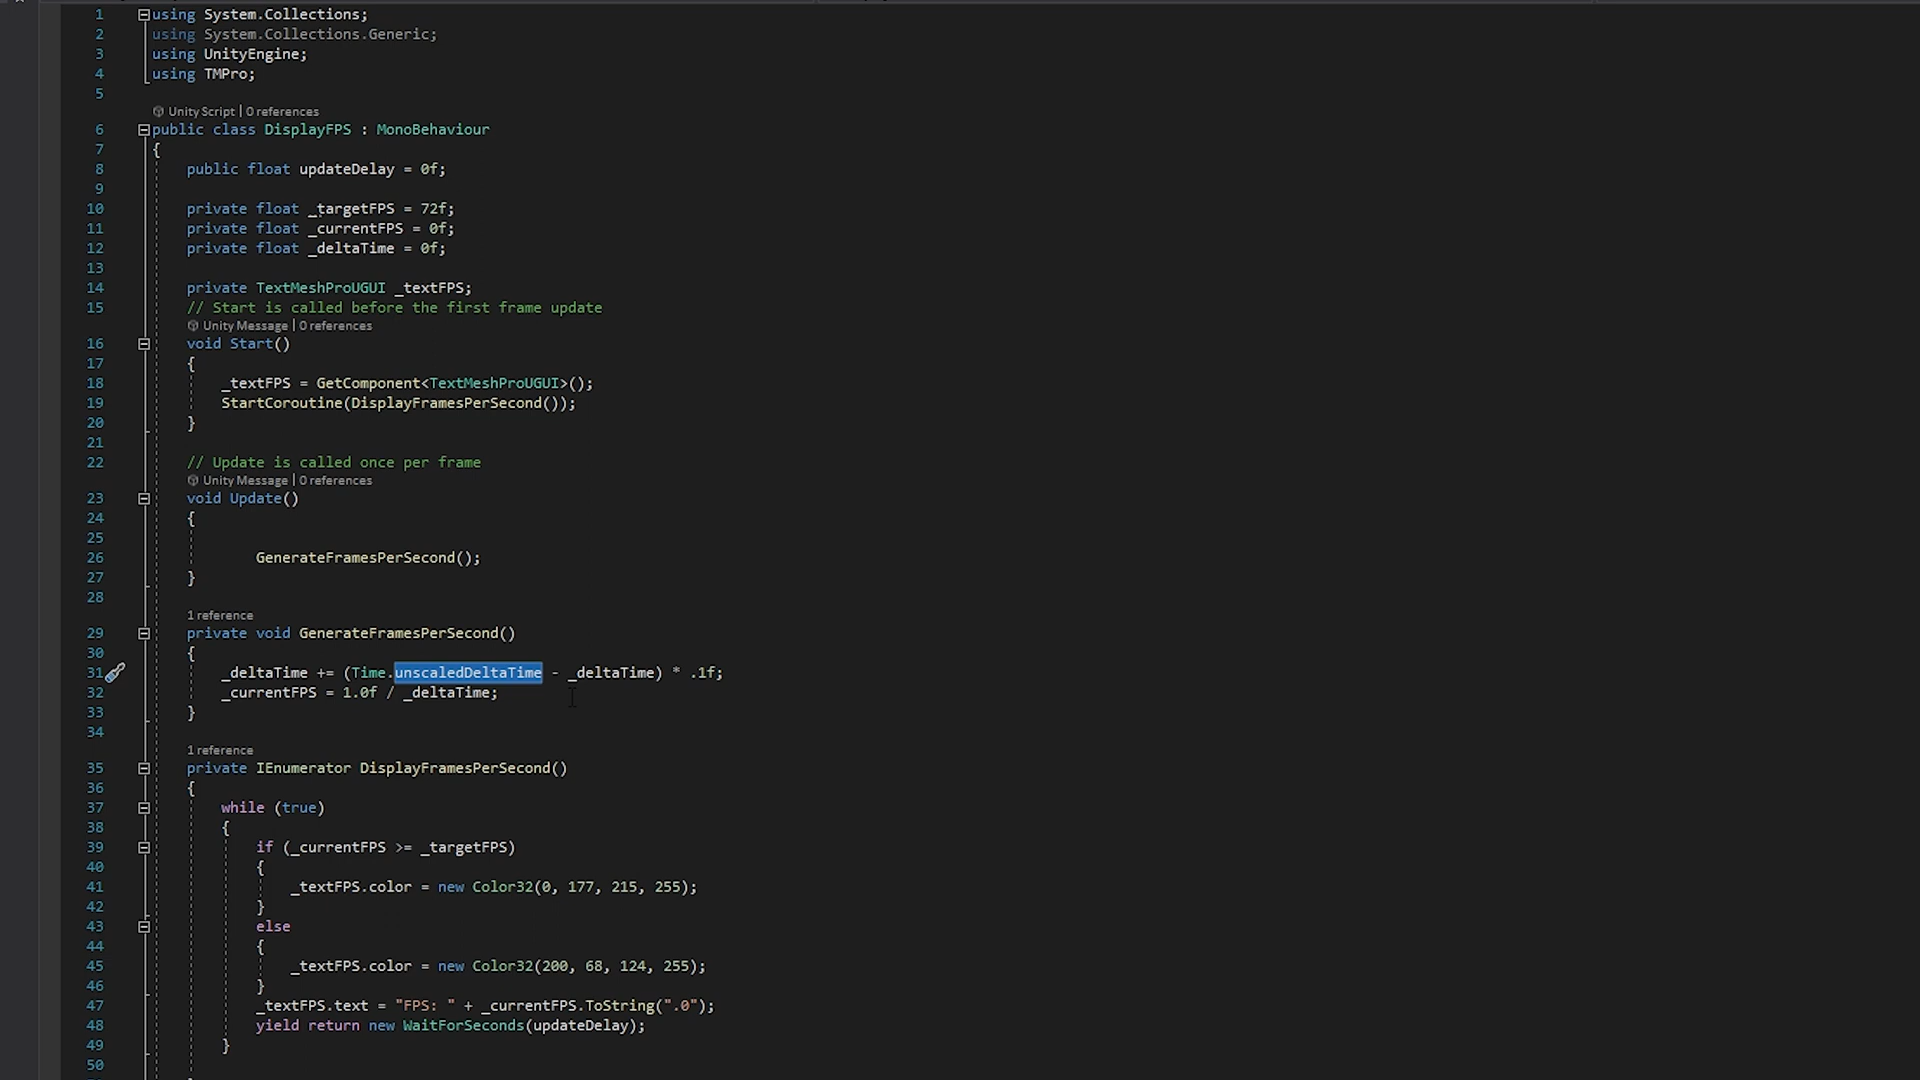 1 using System.Collections;
2 using System.Collections.Generic;
3 using UnityEngine;
4 using TMPro;
5
Unity Script | 0 references
6 public class DisplayFPS : MonoBehaviour
7 {
8 public float updateDelay = 0f;
9
10 private float _targetFPS = 72f;
11 private float _currentFPS = 0f;
12 private float _deltaTime = 0f;
13
14 private TextMeshProUGUI _textFPS;
15 // Start is called before the first frame update
Unity Message | 0 references
16 void Start()
17 {
18 _textFPS = GetComponent<TextMeshProUGUI>();
19 StartCoroutine(DisplayFramesPerSecond());
20 }
21
22 // Update is called once per frame
Unity Message | 0 references
23 void Update()
24 {
25
26 GenerateFramesPerSecond();
27 }
28
1 reference
29 private void GenerateFramesPerSecond()
30 {
31 _deltaTime += (Time.unscaledDeltaTime - _deltaTime) * .1f;
32 _currentFPS = 1.0f / _deltaTime;
33 }
34
1 reference
35 private IEnumerator DisplayFramesPerSecond()
36 {
37 while (true)
38 {
39 if (_currentFPS >= _targetFPS)
40 {
41 _textFPS.color = new Color32(0, 177, 215, 255);
42 }
43 else
44 {
45 _textFPS.color = new Color32(200, 68, 124, 255);
46 }
47 _textFPS.text = "FPS: " + _currentFPS.ToString(".0");
48 yield return new WaitForSeconds(updateDelay);
49 }
50